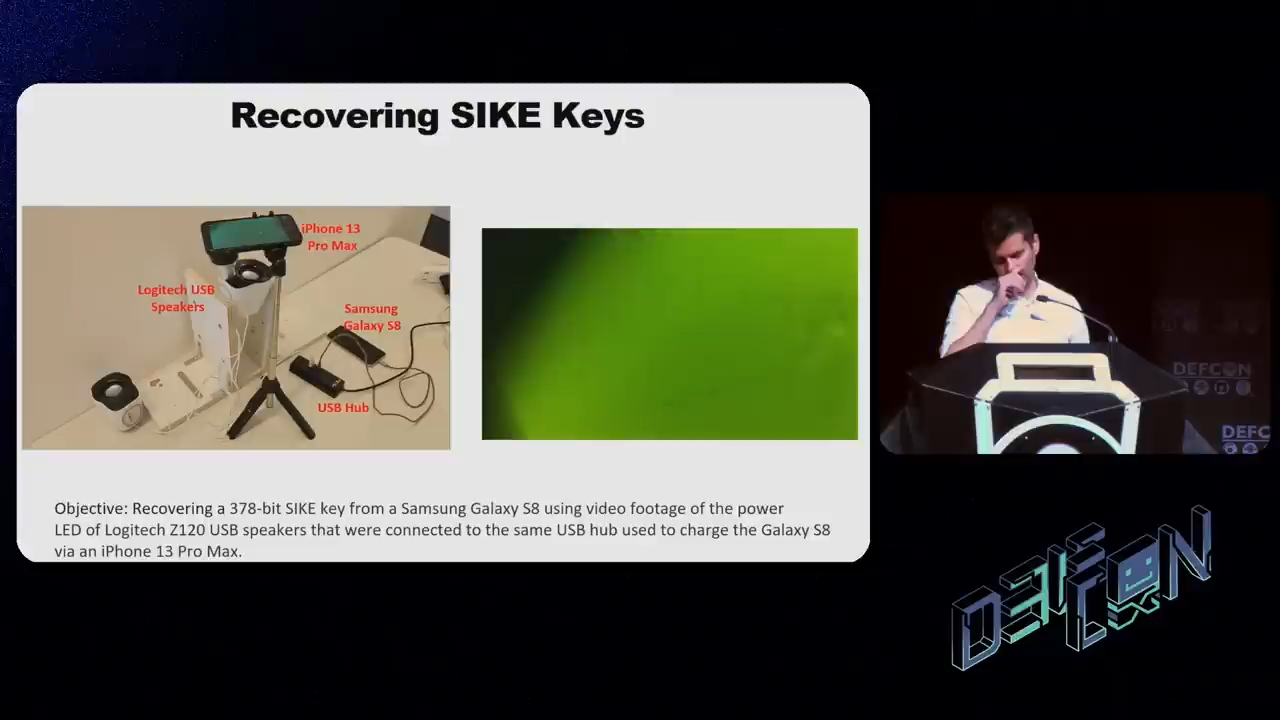 Recovering SIKE Keys
iPhone 13
Pro Max
Logitech USB
Speakers
Samsung
Galaxy S8
USB Hub
Objective: Recovering a 378-bit SIKE key from a Samsung Galaxy S8 using video footage of the power
LED of Logitech Z120 USB speakers that were connected to the same USB hub used to charge the Galaxy S8
via an iPhone 13 Pro Max.
DEFCON
DEFC
DEFCON